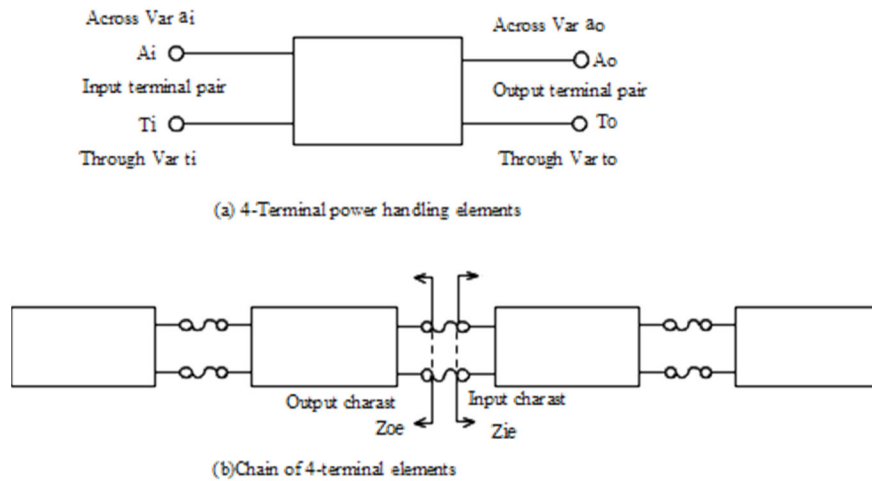 Across Var ai
Across Var ao
Ai
Ao
Input terminal pair
Output terminal pair
Ti
To
Through Var ti
Through Var to
(a) 4-Terminal power handling elements
Output charast
Input charast
Zoe
Zie
(b)Chain of 4-terminal elements